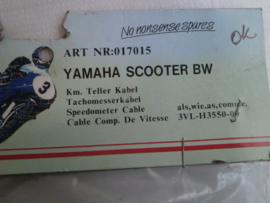 No nonsense spares
OK
ART NR:017015
YAMAHA SCOOTER BW
3
Km. Teller Kabel
Tachomesserkabel
Speedometer Cable als,wie,as,comme,
Cable Comp. De Vitesse 3VL-H3550-00